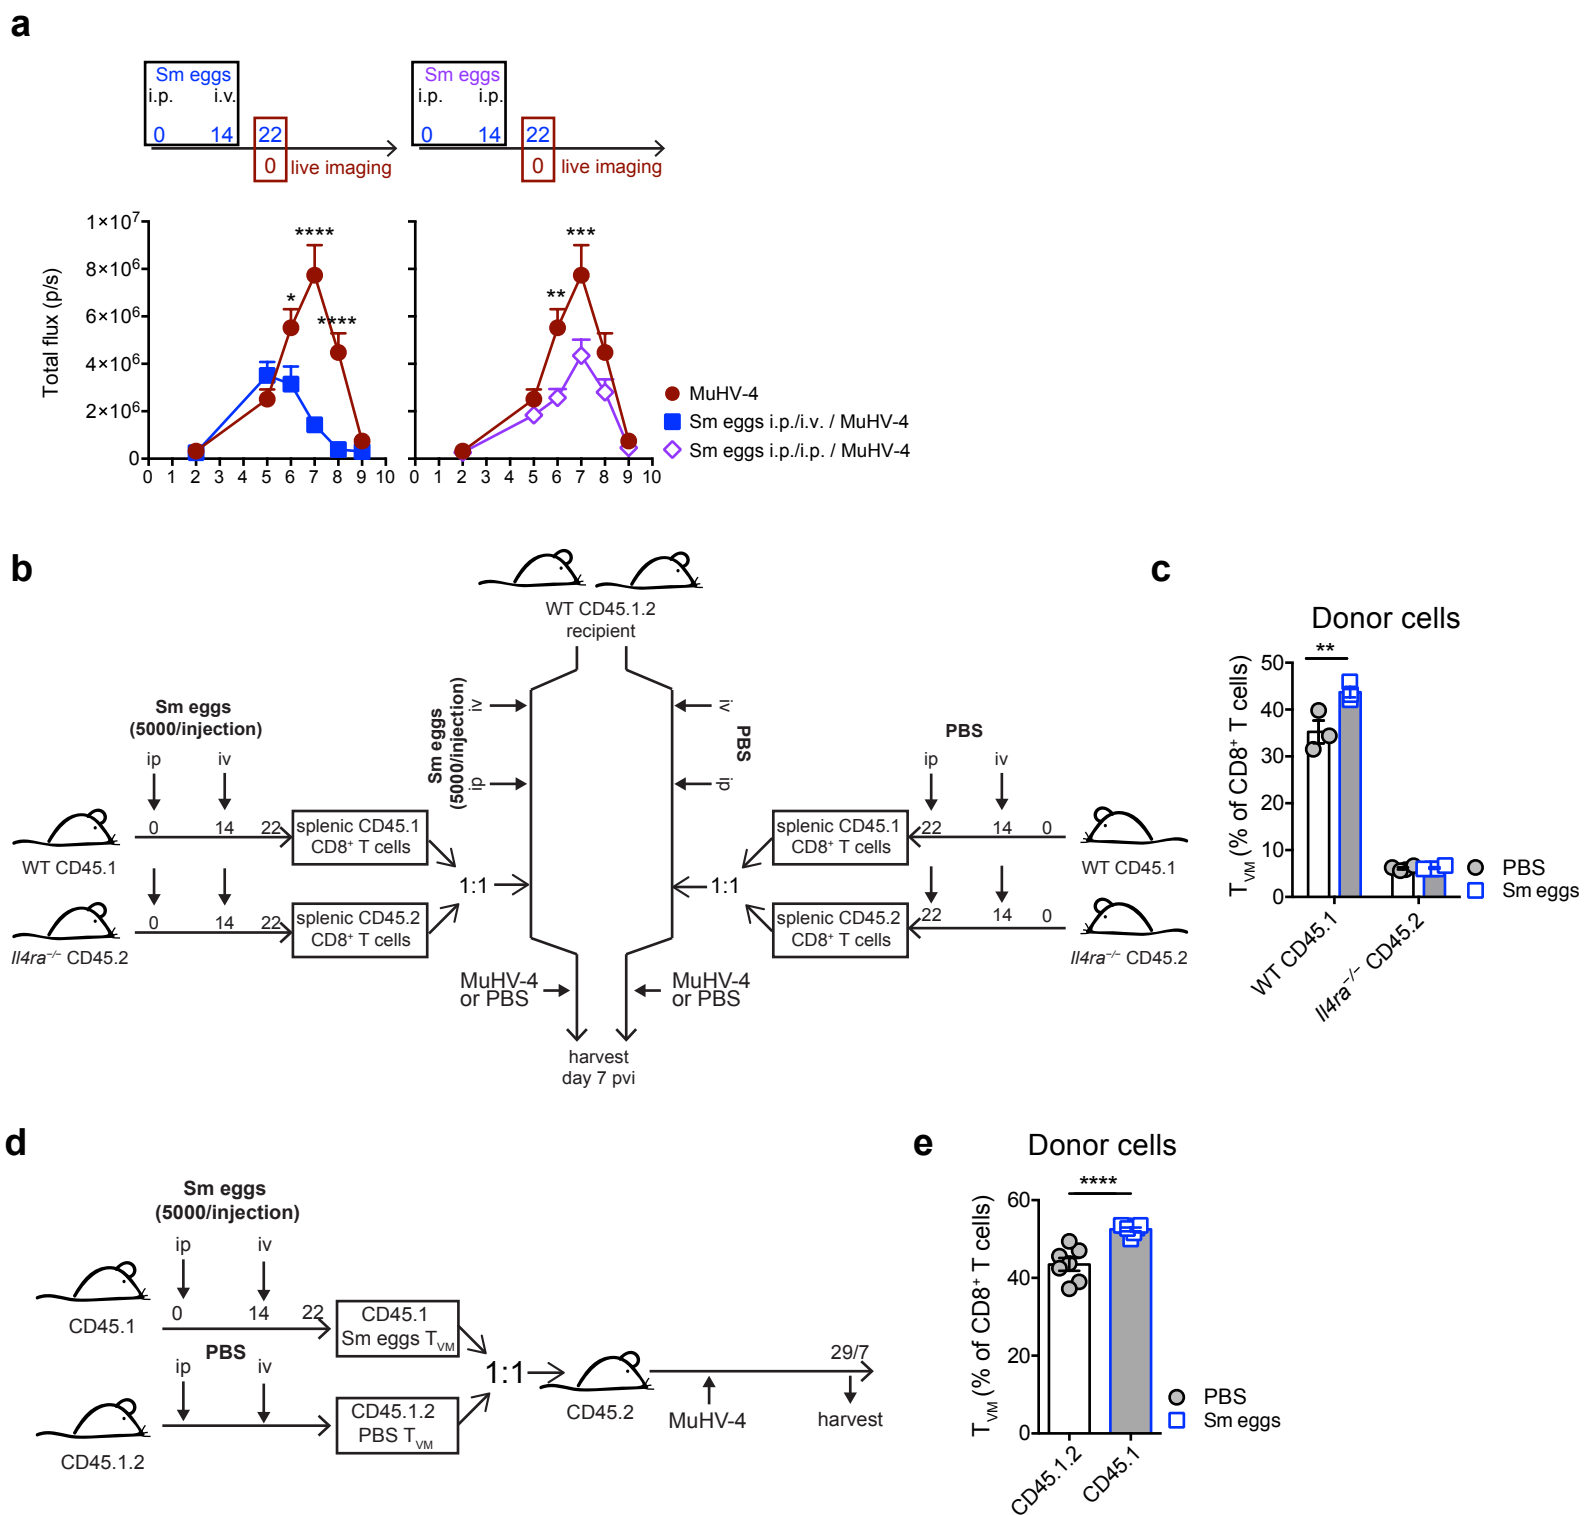 a
Sm eggs
i.p. i.v.
0 14 22
0 live imaging
Sm eggs
i.p. i.p.
0 14 22
0 live imaging
Total flux (p/s)
1×10⁷
8×10⁶
6×10⁶
4×10⁶
2×10⁶
0
* **** ****
** ***
0 1 2 3 4 5 6 7 8 9 10
0 1 2 3 4 5 6 7 8 9 10
MuHV-4
Sm eggs i.p./i.v. / MuHV-4
Sm eggs i.p./i.p. / MuHV-4
b
WT CD45.1.2
recipient
Sm eggs
(5000/injection)
ip iv
0 14 22
WT CD45.1
0 14 22
Il4ra⁻/⁻ CD45.2
splenic CD45.1
CD8⁺ T cells
splenic CD45.2
CD8⁺ T cells
1:1
Sm eggs
(5000/injection)
iv
ip
PBS
iv
ip
1:1
splenic CD45.1
CD8⁺ T cells
splenic CD45.2
CD8⁺ T cells
PBS
ip iv
22 14 0
WT CD45.1
22 14 0
Il4ra⁻/⁻ CD45.2
MuHV-4
or PBS
MuHV-4
or PBS
harvest
day 7 pvi
c
Donor cells
**
T_VM (% of CD8⁺ T cells)
50
40
30
20
10
0
WT CD45.1
Il4ra⁻/⁻ CD45.2
PBS
Sm eggs
d
Sm eggs
(5000/injection)
ip iv
0 14 22
CD45.1
PBS
ip iv
CD45.1.2
CD45.1
Sm eggs T_VM
CD45.1.2
PBS T_VM
1:1
CD45.2
MuHV-4
29/7
harvest
e
Donor cells
****
T_VM (% of CD8⁺ T cells)
60
40
20
0
CD45.1.2
CD45.1
PBS
Sm eggs